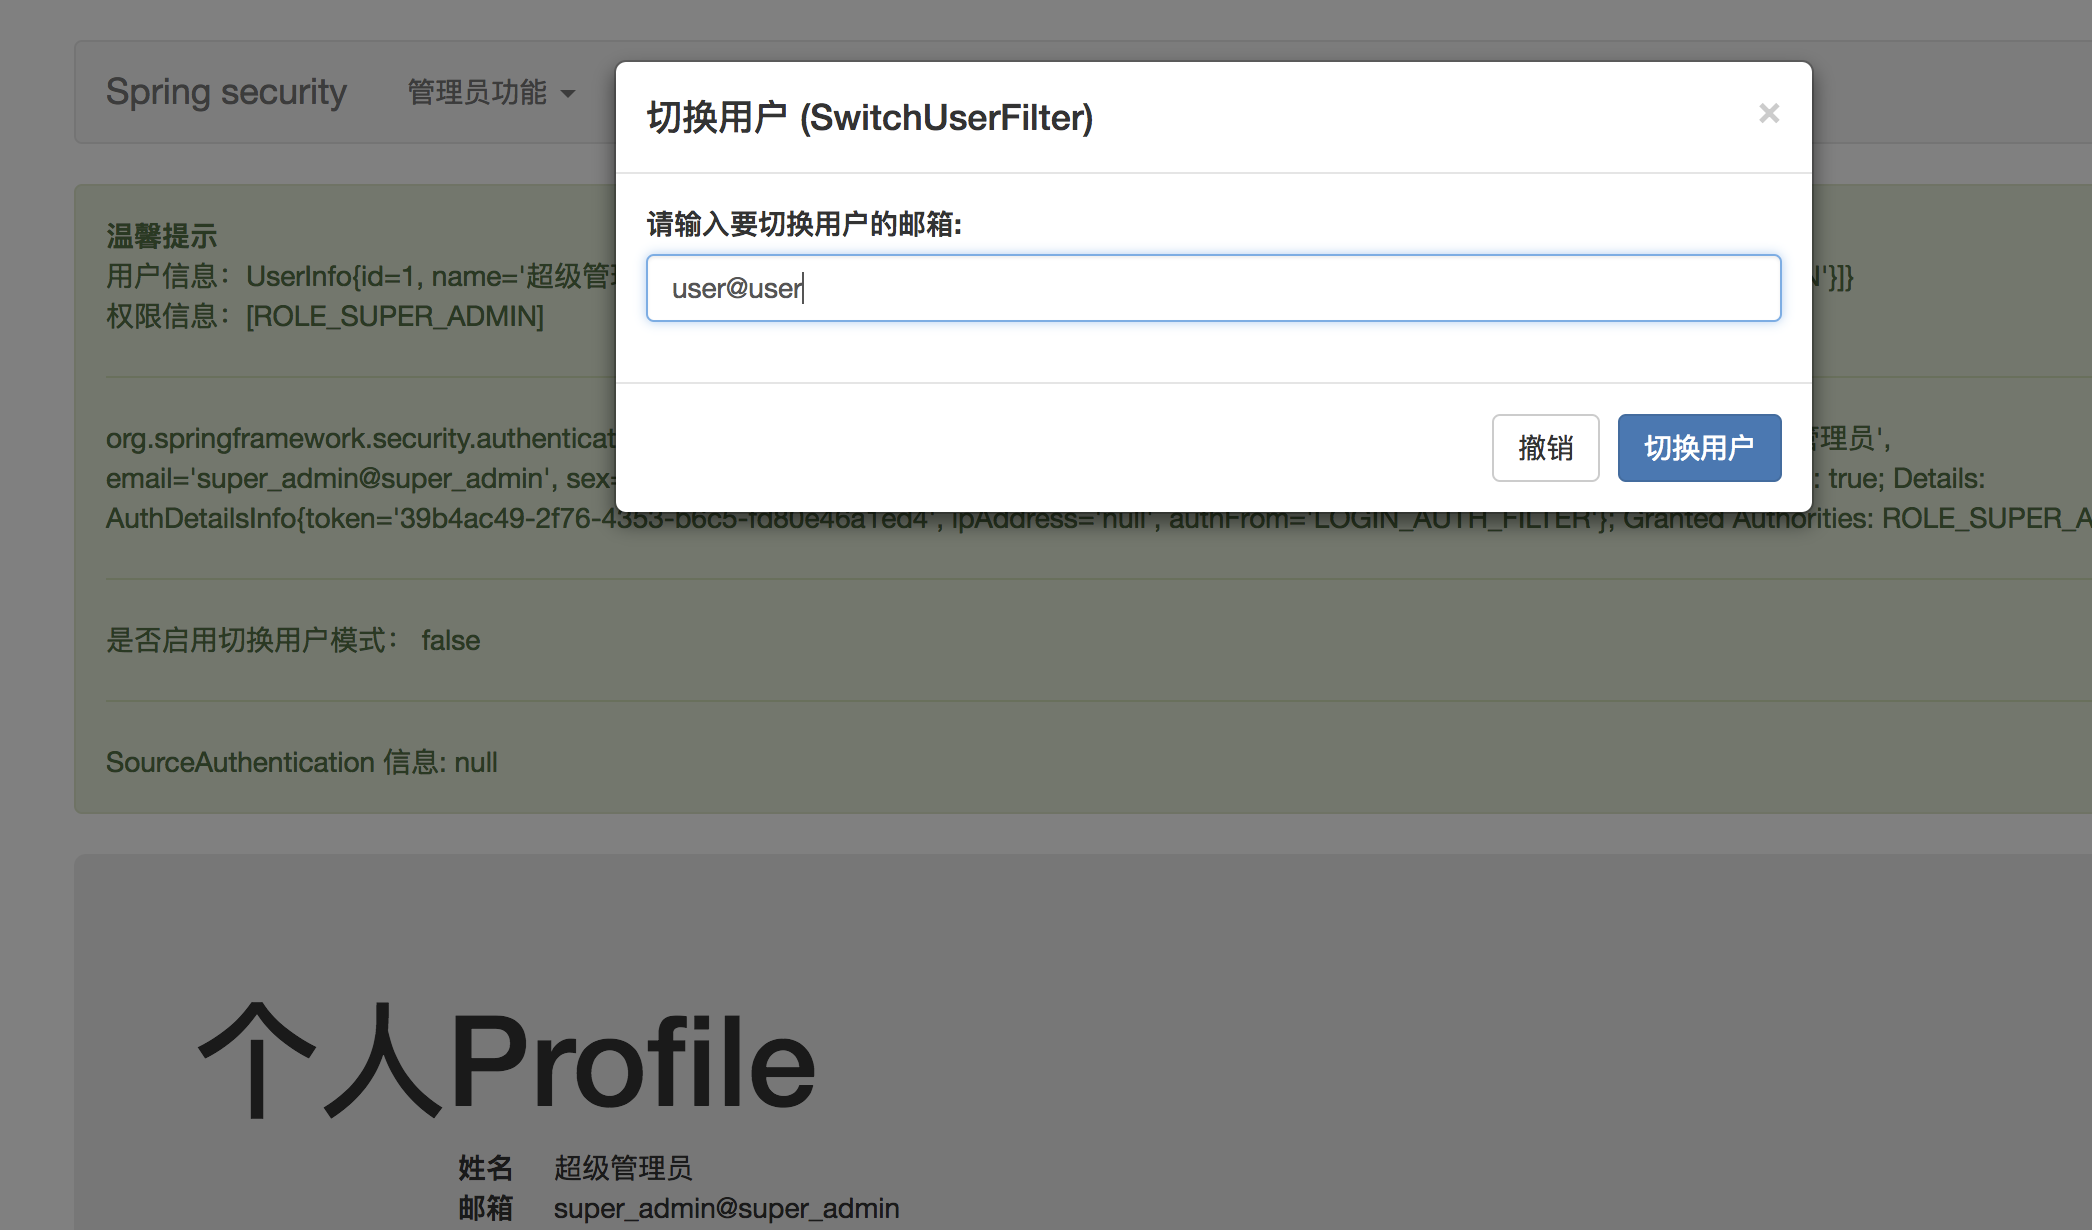 Spring security 管理员功能
切换用户 (SwitchUserFilter) ×
请输入要切换用户的邮箱:
user@user
撤销 切换用户
温馨提示
用户信息： UserInfo{id=1, name='超级管 '}]}
权限信息： [ROLE_SUPER_ADMIN]
org.springframework.security.authenticat 管理员',
email='super_admin@super_admin', sex= : true; Details:
AuthDetailsInfo{token='39b4ac49-2f76-4353-b6c5-fd80e46a1ed4', ipAddress='null', authFrom='LOGIN_AUTH_FILTER'}; Granted Authorities: ROLE_SUPER_A
是否启用切换用户模式： false
SourceAuthentication 信息: null
个人Profile
姓名 超级管理员
邮箱 super_admin@super_admin